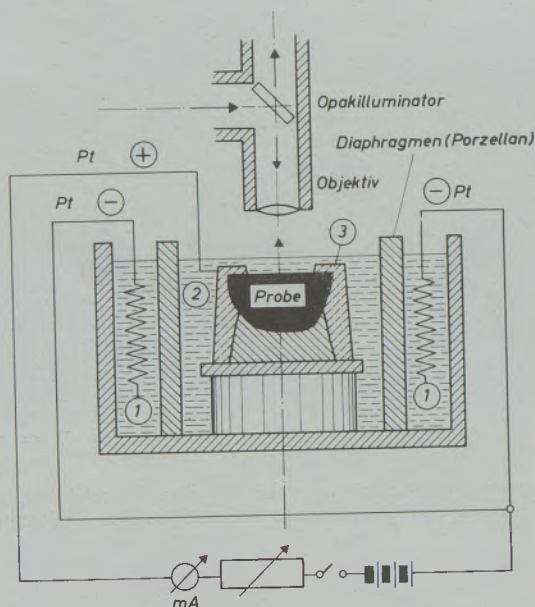 Opakilluminator
Diaphragmen (Porzellan)
Pt +
Pt −
Objektiv
− Pt
3
2
Probe
1
1
mA